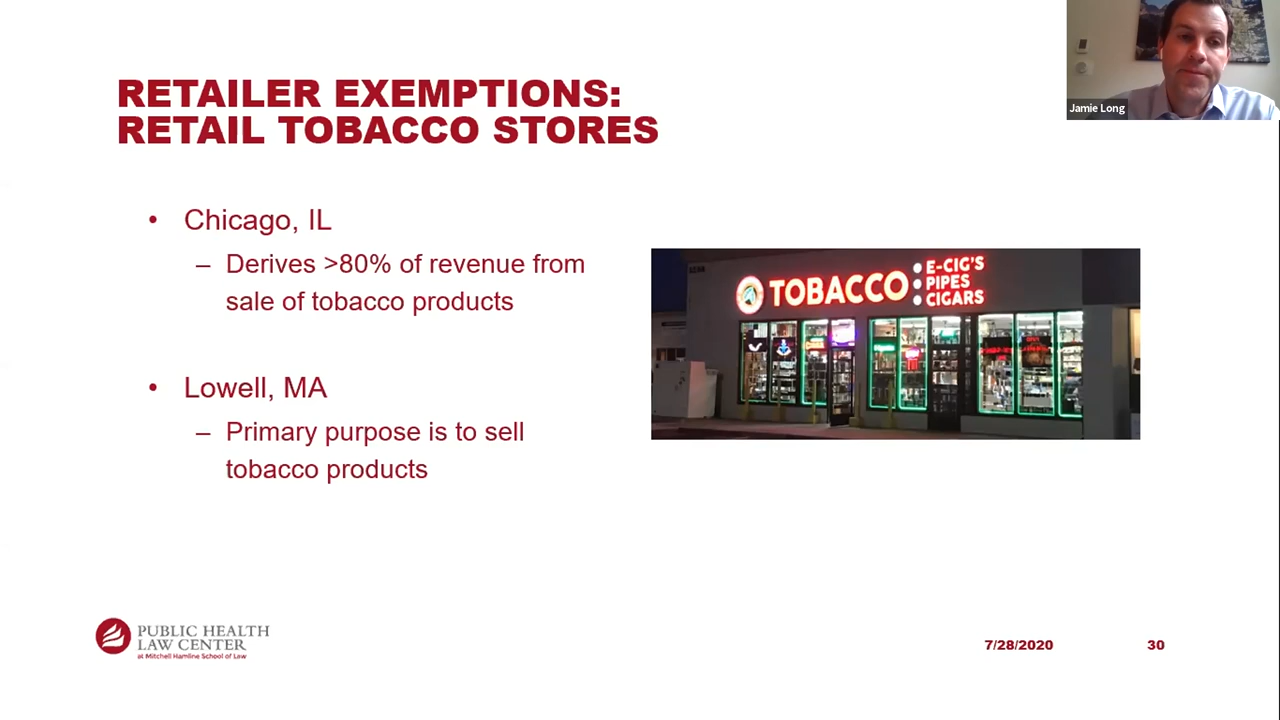 Jamie Long
RETAILER EXEMPTIONS:
RETAIL TOBACCO STORES
• Chicago, IL
– Derives >80% of revenue from
sale of tobacco products
• Lowell, MA
– Primary purpose is to sell
tobacco products
TOBACCO
E-CIG'S
PIPES
CIGARS
PUBLIC HEALTH
LAW CENTER
at Mitchell Hamline School of Law
7/28/2020
30